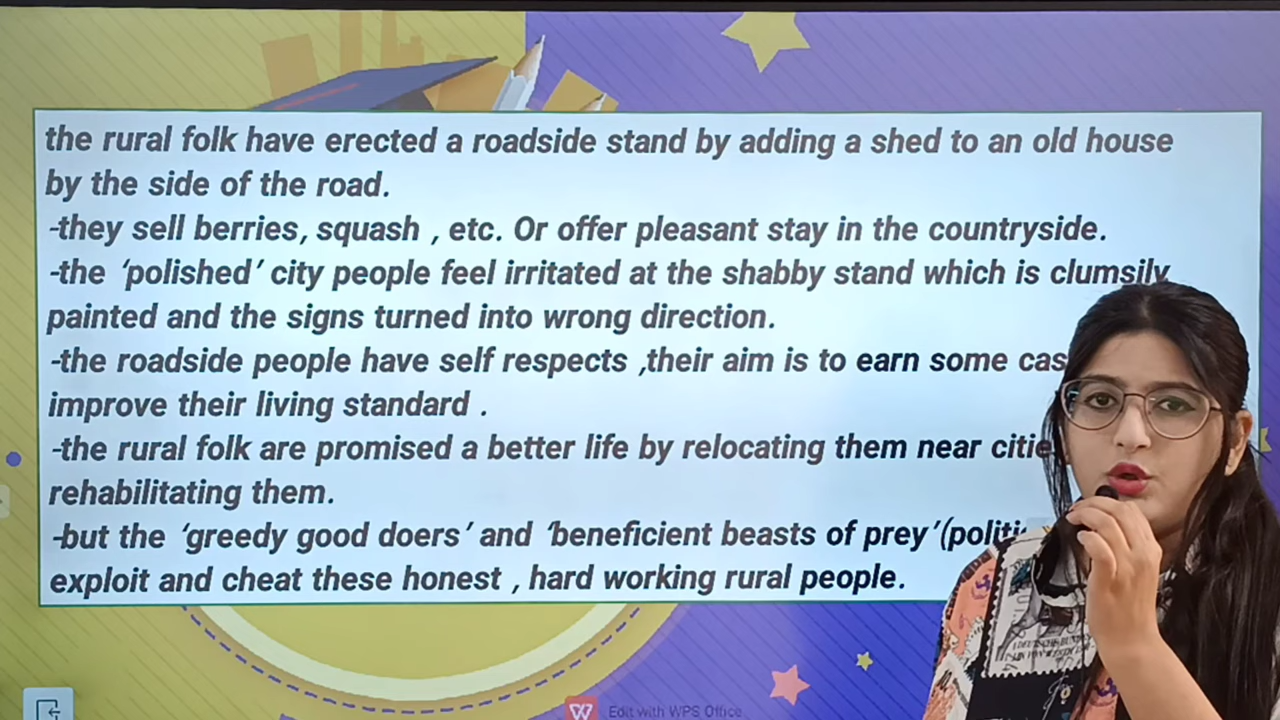 the rural folk have erected a roadside stand by adding a shed to an old house
by the side of the road.
-they sell berries, squash , etc. Or offer pleasant stay in the countryside.
-the ‘polished’ city people feel irritated at the shabby stand which is clumsily
painted and the signs turned into wrong direction.
-the roadside people have self respects ,their aim is to earn some
improve their living standard .
-the rural folk are promised a better life by relocating them near
rehabilitating them.
-but the ‘greedy good doers’ and ‘beneficient beasts of prey’
exploit and cheat these honest , hard working rural people.
Edit with WPS Office